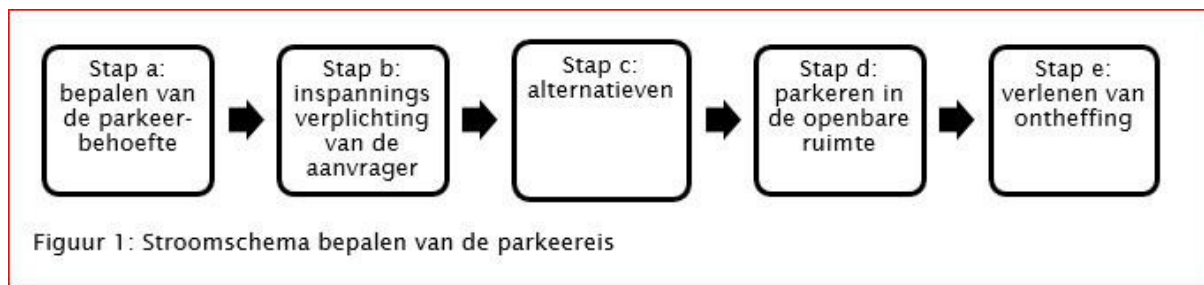 Stap a:
bepalen van
de parkeer-
behoefte
Stap b:
inspannings
verplichting
van de
aanvrager
Stap c:
alternatieven
Stap d:
parkeren in
de openbare
ruimte
Stap e:
verlenen van
ontheffing
Figuur 1: Stroomschema bepalen van de parkeereis